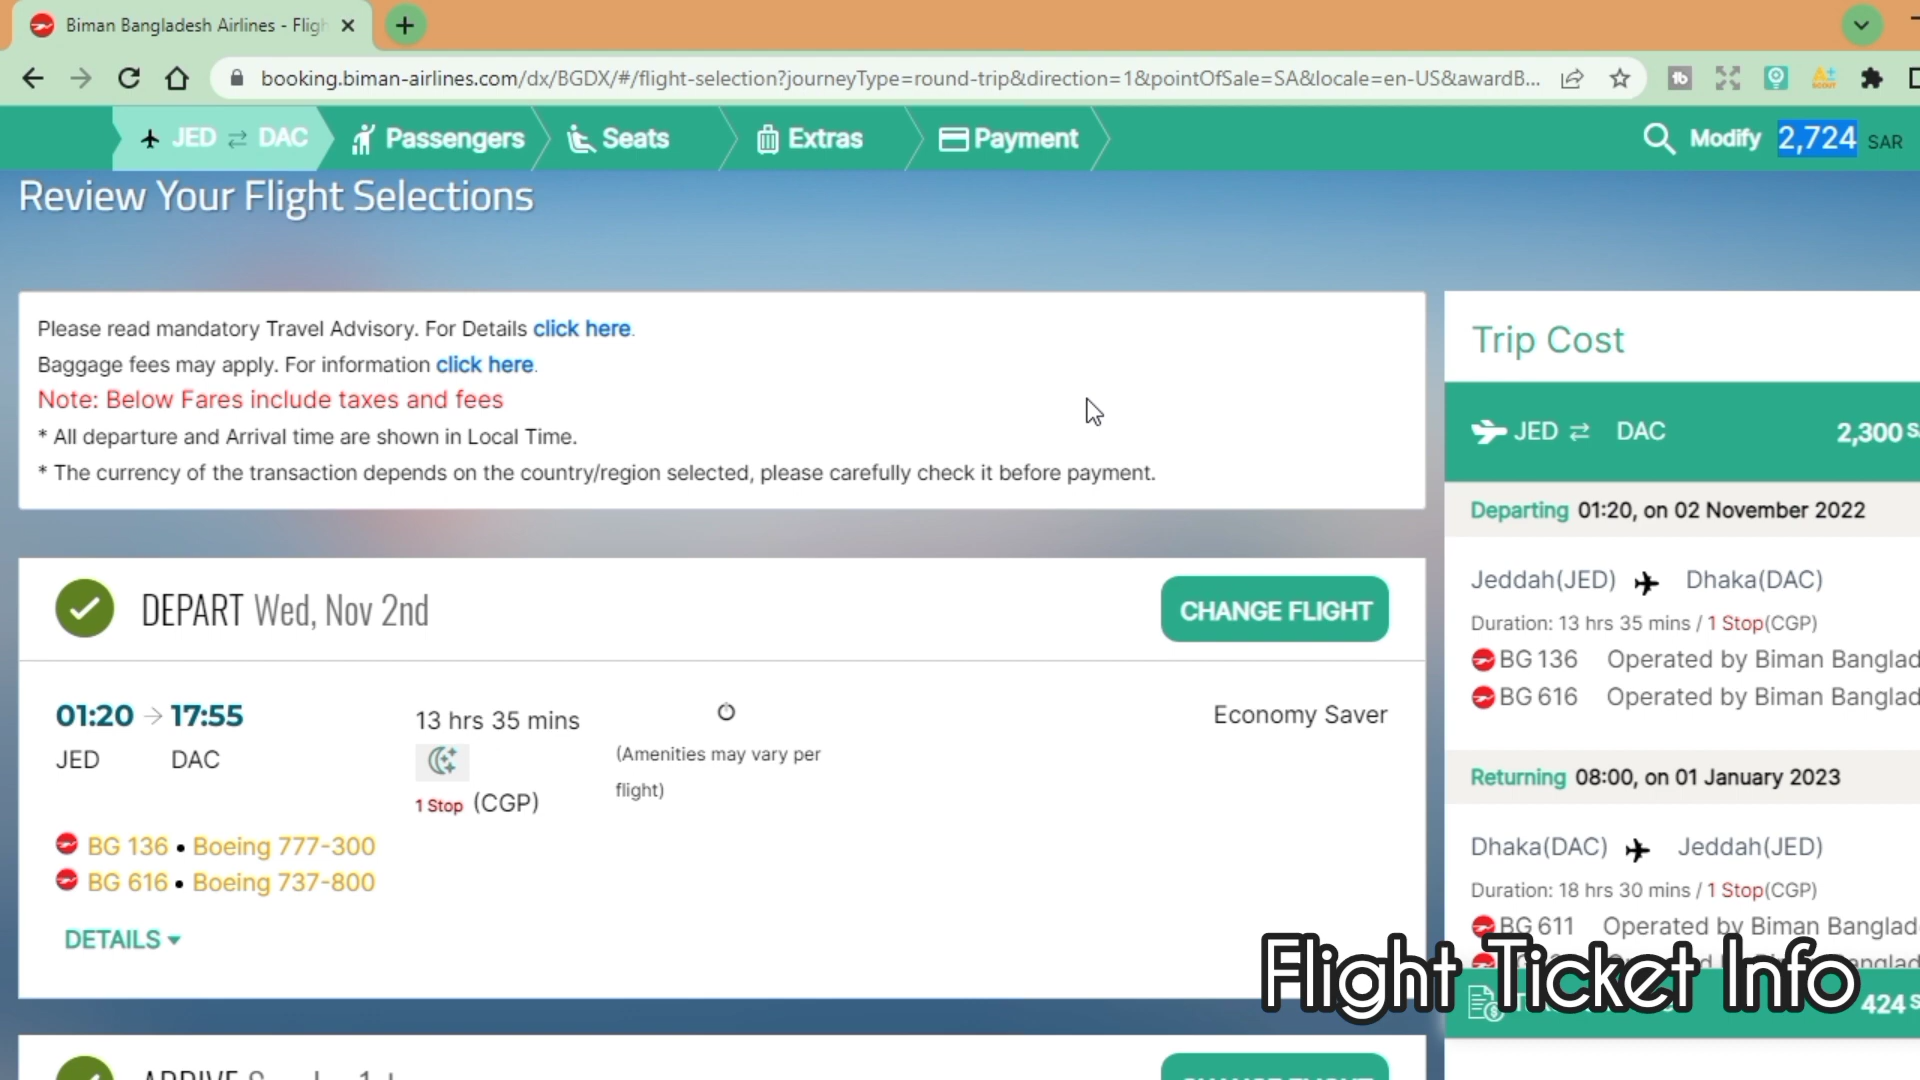 Biman Bangladesh Airlines - Fligh
booking.biman-airlines.com/dx/BGDX/#/flight-selection?journeyType=round-trip&direction=1&pointOfSale=SA&locale=en-US&awardB...
JED ⇄ DAC
Passengers
Seats
Extras
Payment
Modify 2,724 SAR
Review Your Flight Selections
Please read mandatory Travel Advisory. For Details click here.
Baggage fees may apply. For information click here.
Note: Below Fares include taxes and fees
* All departure and Arrival time are shown in Local Time.
* The currency of the transaction depends on the country/region selected, please carefully check it before payment.
DEPART Wed, Nov 2nd
CHANGE FLIGHT
01:20 → 17:55
JED DAC
13 hrs 35 mins
1 Stop (CGP)
(Amenities may vary per
flight)
Economy Saver
BG 136 • Boeing 777-300
BG 616 • Boeing 737-800
DETAILS
Trip Cost
JED ⇄ DAC 2,300
Departing 01:20, on 02 November 2022
Jeddah(JED) Dhaka(DAC)
Duration: 13 hrs 35 mins / 1 Stop(CGP)
BG 136 Operated by Biman Banglad
BG 616 Operated by Biman Banglad
Returning 08:00, on 01 January 2023
Dhaka(DAC) Jeddah(JED)
Duration: 18 hrs 30 mins / 1 Stop(CGP)
BG 611 Operated by Biman Banglad
424
Flight Ticket Info